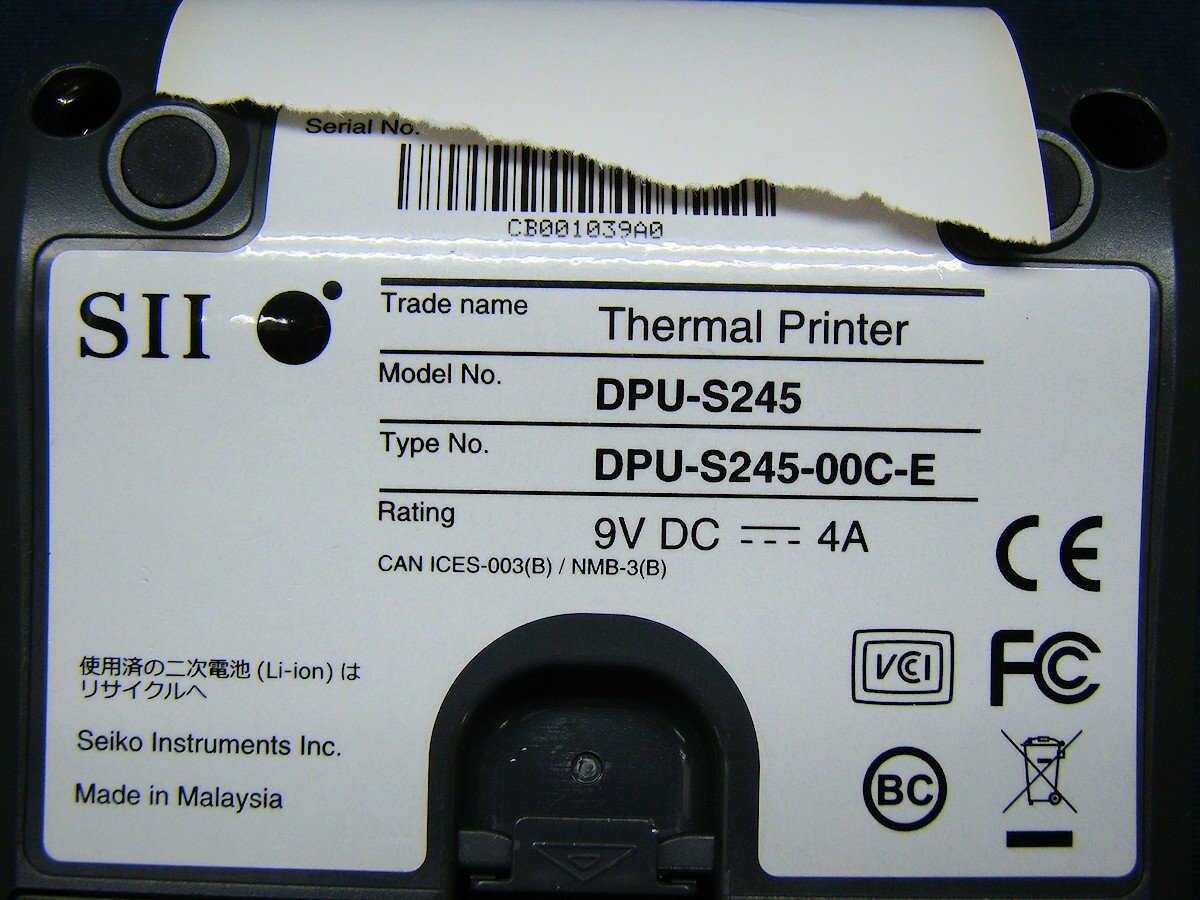 Serial No.
CB001039A0
SII
Trade name Thermal Printer
Model No. DPU-S245
Type No. DPU-S245-00C-E
Rating 9V DC 4A
CAN ICES-003(B) / NMB-3(B)
CE
VCCI
FC
使用済の二次電池 (Li-ion) は
リサイクルへ
Seiko Instruments Inc.
BC
Made in Malaysia